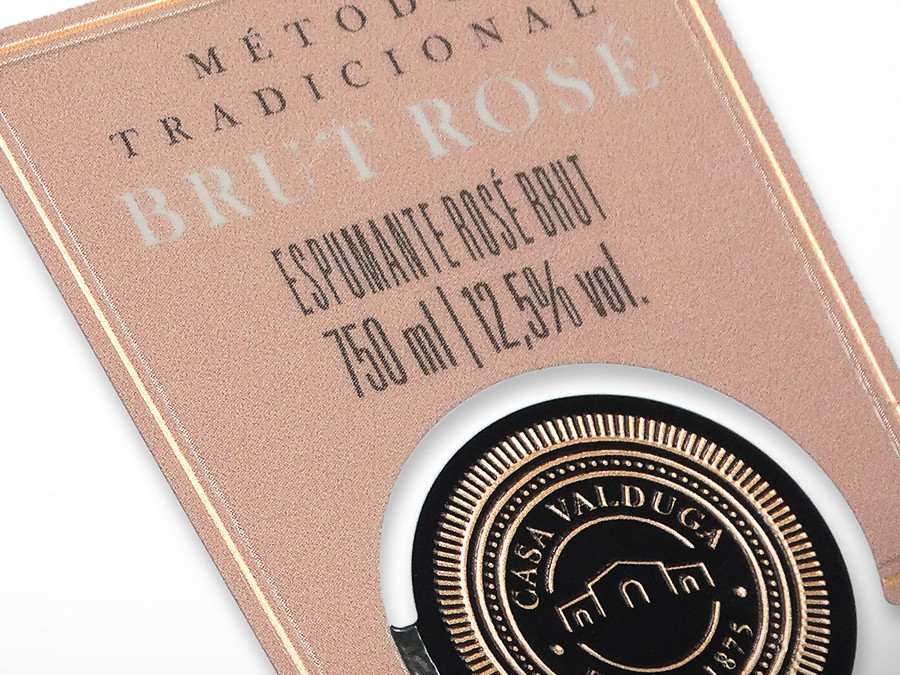 MÉTODO
TRADICIONAL
BRUT ROSÉ
ESPUMANTE ROSÉ BRUT
750 ml | 12,5% vol.
CASA VALDUGA
1875